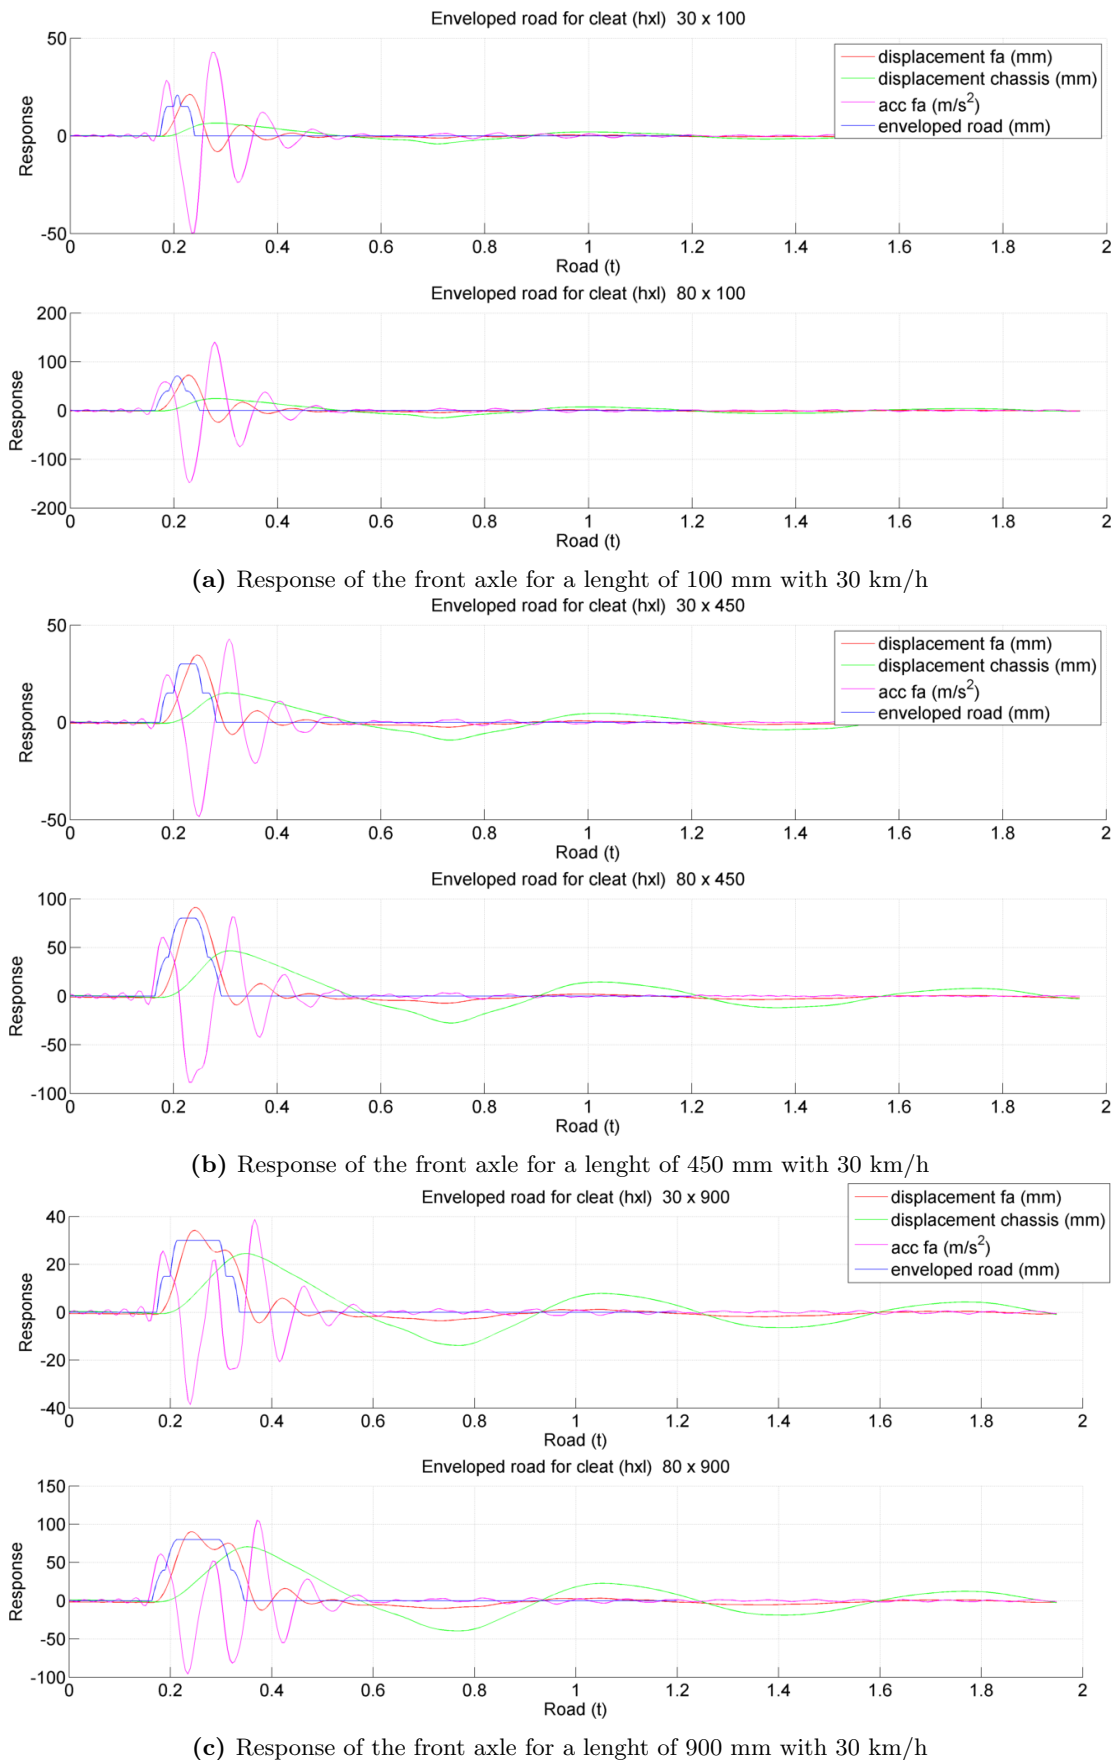 Enveloped road for cleat (hxl) 30 x 100
50
displacement fa (mm)
displacement chassis (mm)
acc fa (m/s²)
enveloped road (mm)
Response
0
-50
0 0.2 0.4 0.6 0.8 1 1.2 1.4 1.6 1.8 2
Road (t)
Enveloped road for cleat (hxl) 80 x 100
200
100
Response
0
-100
-200
0 0.2 0.4 0.6 0.8 1 1.2 1.4 1.6 1.8 2
Road (t)
(a) Response of the front axle for a lenght of 100 mm with 30 km/h
Enveloped road for cleat (hxl) 30 x 450
50
displacement fa (mm)
displacement chassis (mm)
acc fa (m/s²)
enveloped road (mm)
Response
0
-50
0 0.2 0.4 0.6 0.8 1 1.2 1.4 1.6 1.8 2
Road (t)
Enveloped road for cleat (hxl) 80 x 450
100
50
Response
0
-50
-100
0 0.2 0.4 0.6 0.8 1 1.2 1.4 1.6 1.8 2
Road (t)
(b) Response of the front axle for a lenght of 450 mm with 30 km/h
Enveloped road for cleat (hxl) 30 x 900
displacement fa (mm)
displacement chassis (mm)
acc fa (m/s²)
enveloped road (mm)
40
20
Response
0
-20
-40
0 0.2 0.4 0.6 0.8 1 1.2 1.4 1.6 1.8 2
Road (t)
Enveloped road for cleat (hxl) 80 x 900
150
100
50
Response
0
-50
-100
0 0.2 0.4 0.6 0.8 1 1.2 1.4 1.6 1.8 2
Road (t)
(c) Response of the front axle for a lenght of 900 mm with 30 km/h